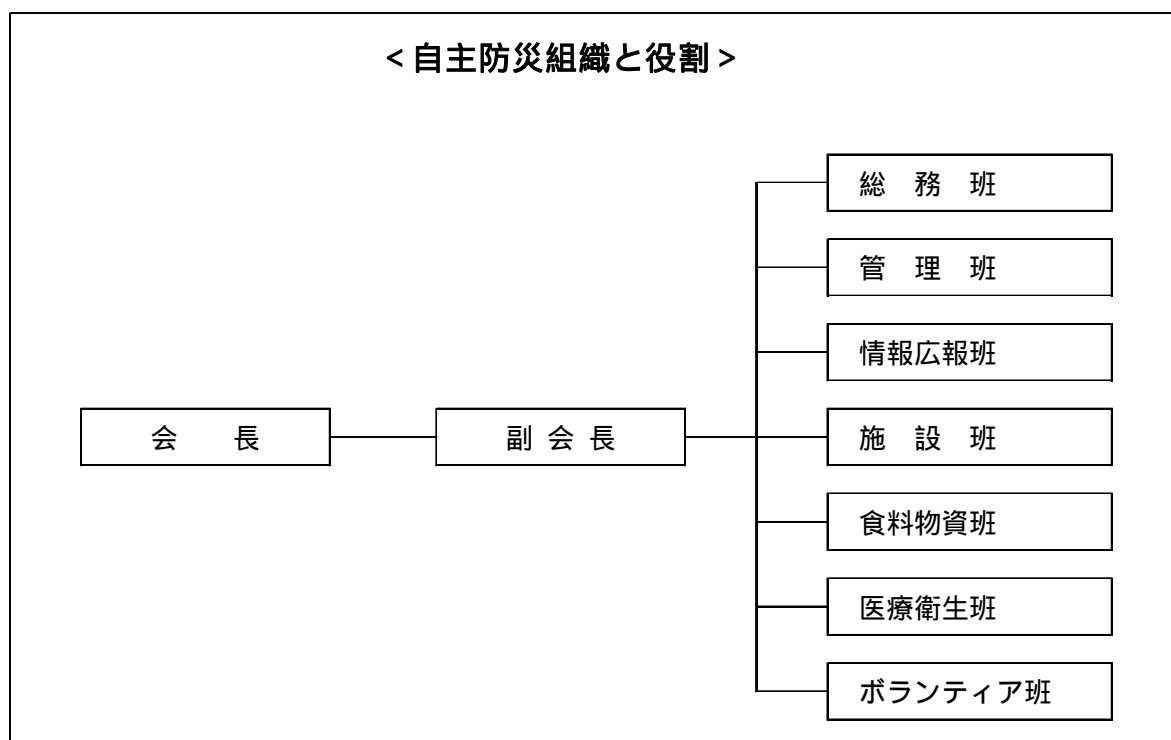 <自主防災組織と役割>
総　務　班
管　理　班
情報広報班
会　　長
副 会 長
施　設　班
食料物資班
医療衛生班
ボランティア班